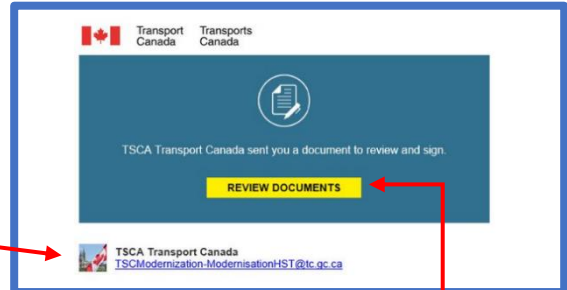 Transport Transports
Canada Canada
TSCA Transport Canada sent you a document to review and sign.
REVIEW DOCUMENTS
TSCA Transport Canada
TSCModernization-ModernisationHST@tc.gc.ca